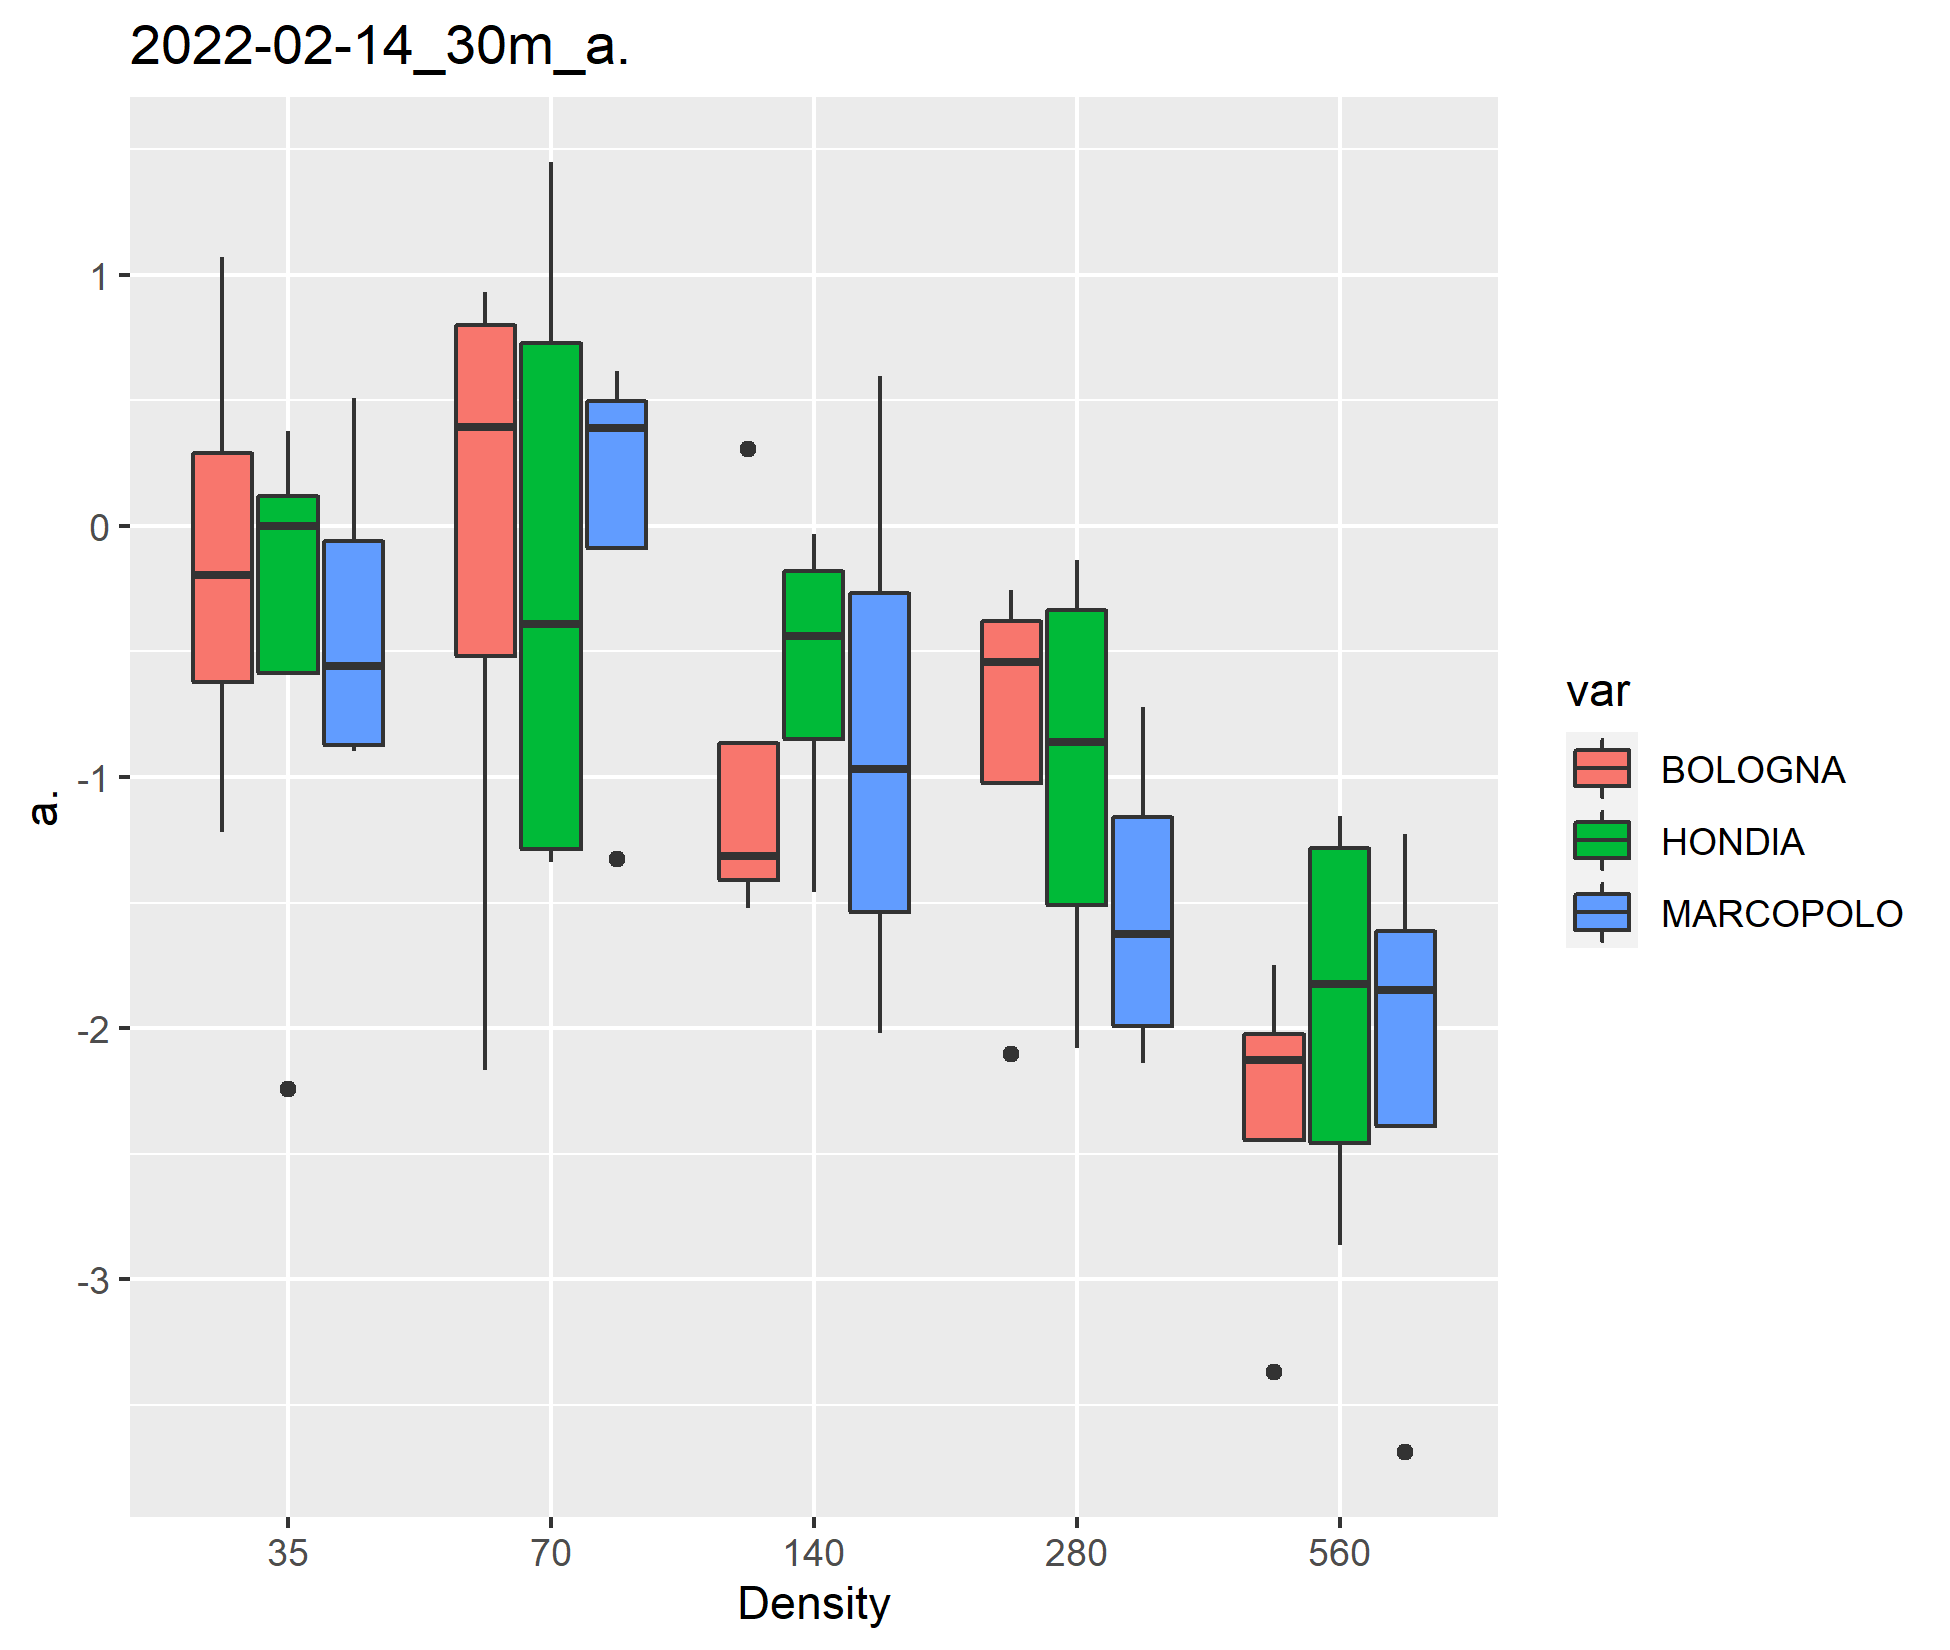 2022-02-14_30m_a.
1
0
-1
-2
-3
a.
35 70 140 280 560
Density
var
BOLOGNA
HONDIA
MARCOPOLO